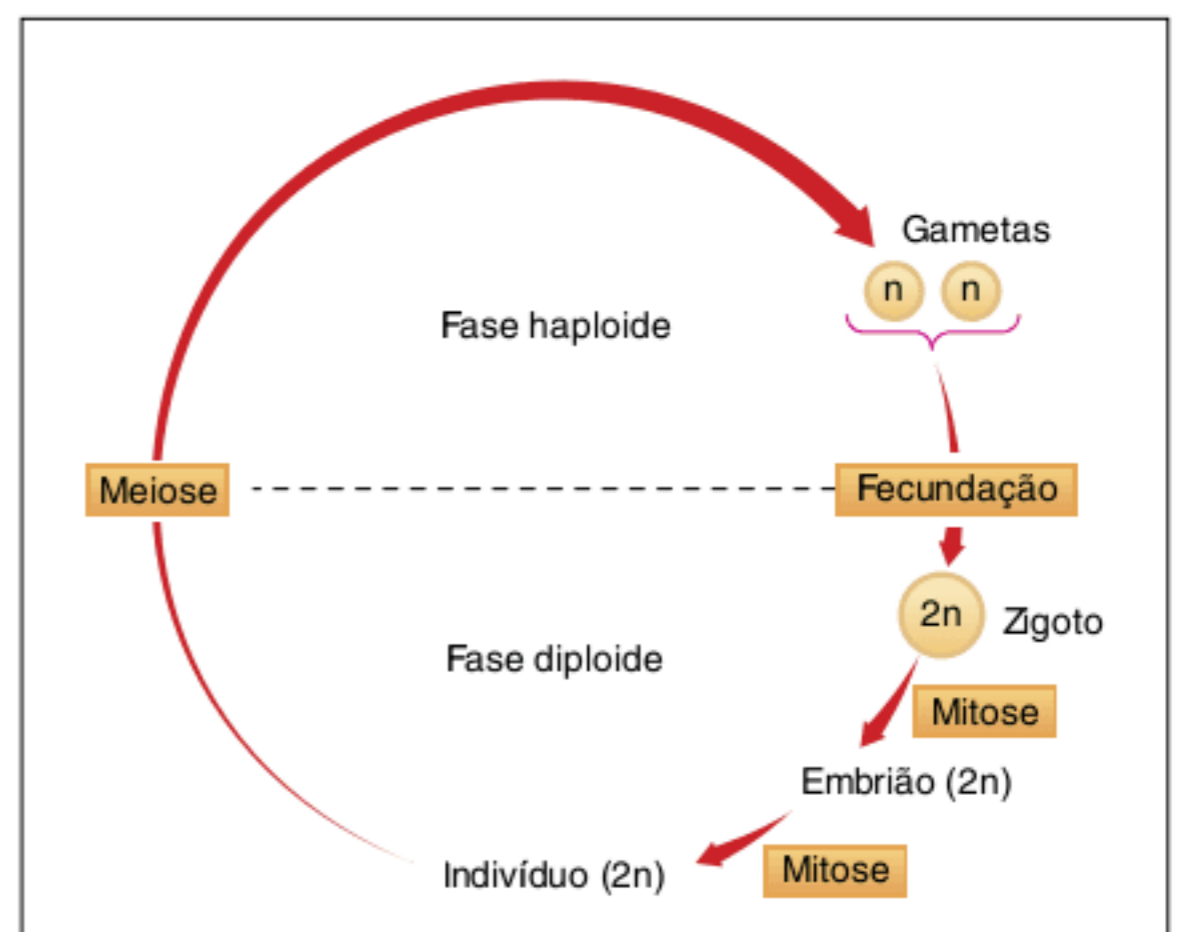 Gametas
n n
Fase haploide
Meiose
Fecundação
2n
Zigoto
Fase diploide
Mitose
Embrião (2n)
Mitose
Indivíduo (2n)